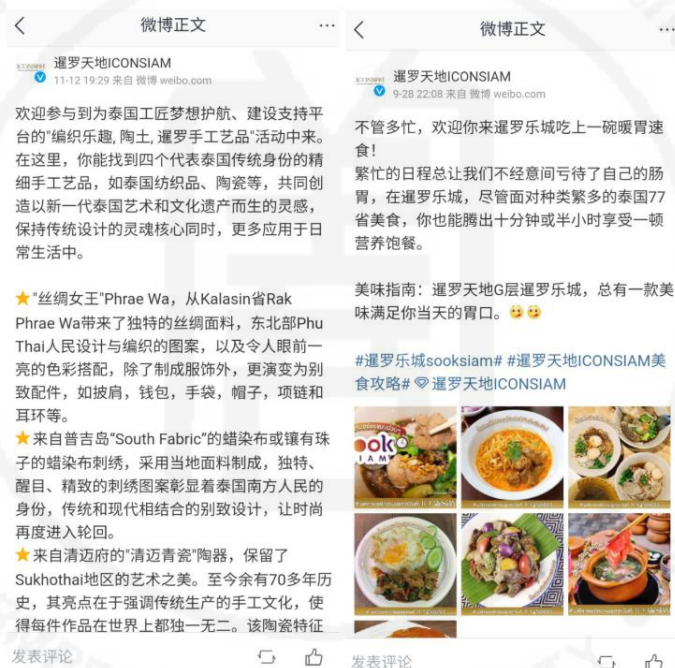 微博正文
暹罗天地ICONSIAM
11-12 19:29 来自 微博 weibo.com
欢迎参与到为泰国工匠梦想护航、建设支持平
台的"编织乐趣, 陶土, 暹罗手工艺品"活动中来。
在这里，你能找到四个代表泰国传统身份的精
细手工艺品，如泰国纺织品、陶瓷等，共同创
造以新一代泰国艺术和文化遗产而生的灵感，
保持传统设计的灵魂核心同时，更多应用于日
常生活中。
"丝绸女王"Phrae Wa，从Kalasin省Rak
Phrae Wa带来了独特的丝绸面料，东北部Phu
Thai人民设计与编织的图案，以及令人眼前一
亮的色彩搭配，除了制成服饰外，更演变为别
致配件，如披肩，钱包，手袋，帽子，项链和
耳环等。
来自普吉岛“South Fabric”的蜡染布或镶有珠
子的蜡染布刺绣，采用当地面料制成，独特、
醒目、精致的刺绣图案彰显着泰国南方人民的
身份，传统和现代相结合的别致设计，让时尚
再度进入轮回。
来自清迈府的"清迈青瓷"陶器，保留了
Sukhothai地区的艺术之美。至今余有70多年历
史，其亮点在于强调传统生产的手工文化，使
得每件作品在世界上都独一无二。该陶瓷特征
发表评论
微博正文
暹罗天地ICONSIAM
9-28 22:08 来自 微博 weibo.com
不管多忙，欢迎你来暹罗乐城吃上一碗暖胃速
食！
繁忙的日程总让我们不经意间亏待了自己的肠
胃，在暹罗乐城，尽管面对种类繁多的泰国77
省美食，你也能腾出十分钟或半小时享受一顿
营养饱餐。
美味指南：暹罗天地G层暹罗乐城，总有一款美
味满足你当天的胃口。
#暹罗乐城sooksiam# #暹罗天地ICONSIAM美
食攻略# 暹罗天地ICONSIAM
发表评论